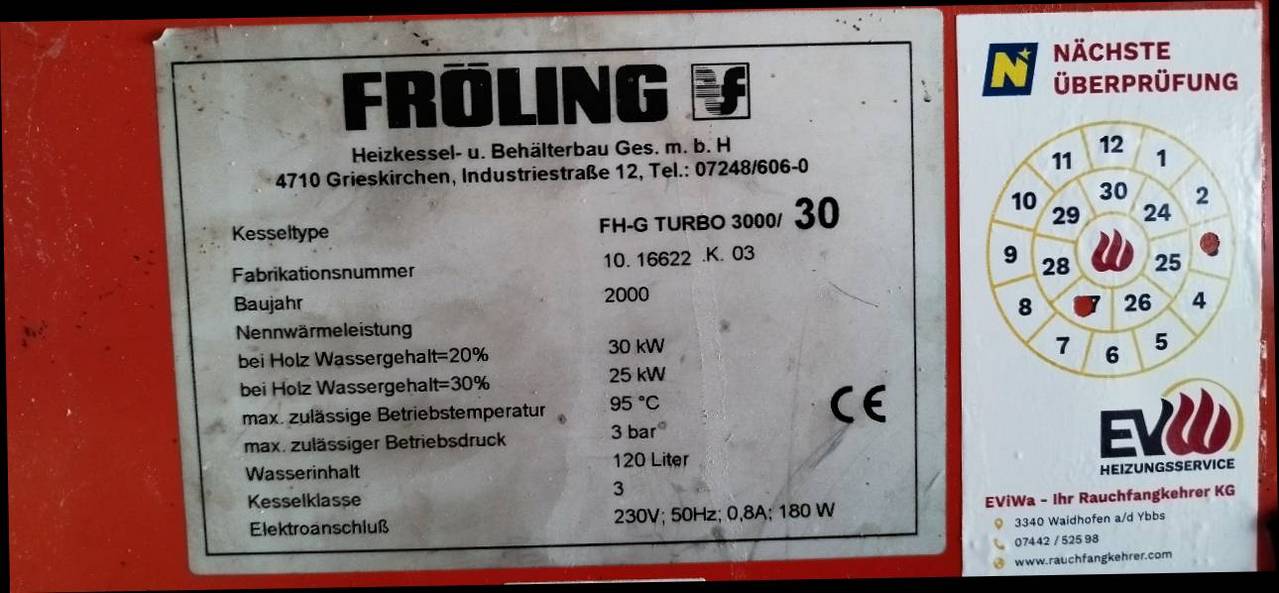 FRÖLING
Heizkessel- u. Behälterbau Ges. m. b. H
4710 Grieskirchen, Industriestraße 12, Tel.: 07248/606-0
Kesseltype FH-G TURBO 3000/ 30
Fabrikationsnummer 10. 16622 .K. 03
Baujahr 2000
Nennwärmeleistung
bei Holz Wassergehalt=20% 30 kW
bei Holz Wassergehalt=30% 25 kW
max. zulässige Betriebstemperatur 95 °C
max. zulässiger Betriebsdruck 3 bar
Wasserinhalt 120 Liter
Kesselklasse 3
Elektroanschluß 230V; 50Hz; 0,8A; 180 W
CE
N NÄCHSTE
ÜBERPRÜFUNG
12
11 1
10 30 2
29 24
9 28 25
8 7 26 4
7 5
6
EV
HEIZUNGSSERVICE
EViWa - Ihr Rauchfangkehrer KG
3340 Waidhofen a/d Ybbs
07442 / 525 98
www.rauchfangkehrer.com